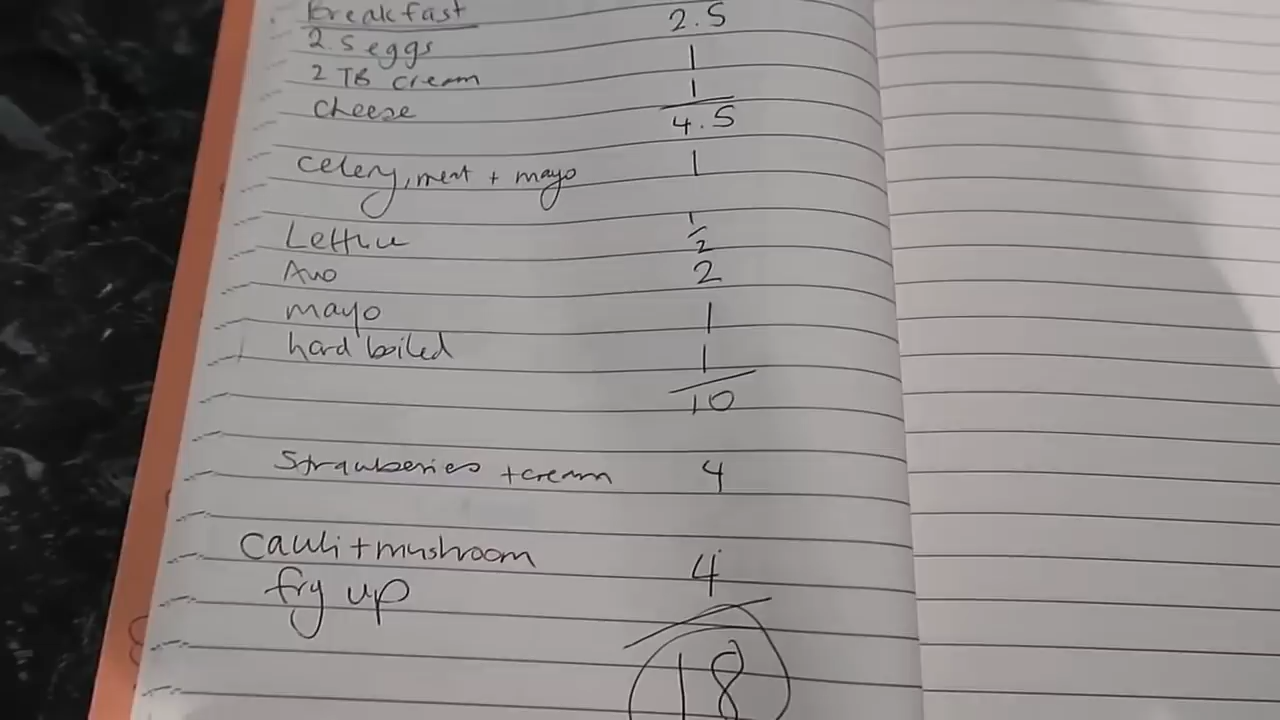 Breakfast 2.5
2.5 eggs 1
2 TB cream 1
Cheese 4.5
Celery, meat + mayo 1
Lettuce 1/2
Avo 2
mayo 1
hard boiled 1
10
Strawberries + cream 4
Cauli + mushroom 4
fry up
18